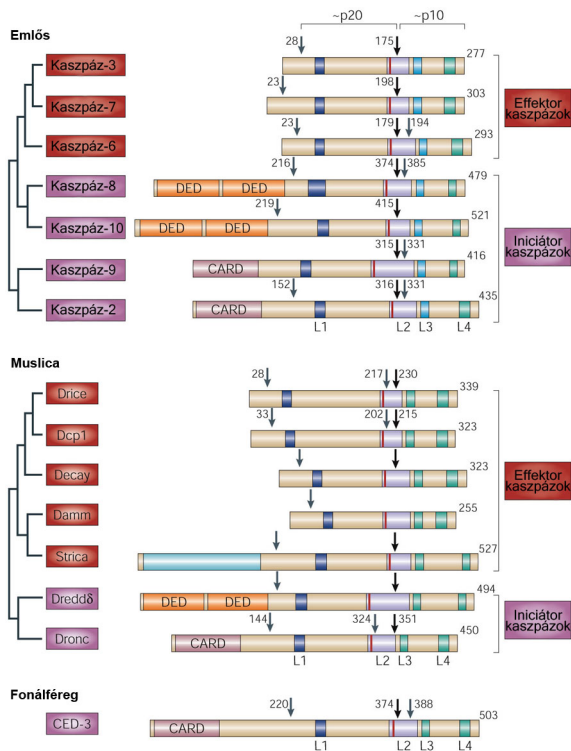 ~p20 ~p10
Emlős
28 175
Kaszpáz-3 277
23 198
Kaszpáz-7 303
23 179 194
Kaszpáz-6 293
Effektor
kaszpázok
216 374 385
Kaszpáz-8 DED DED 479
219 415
Kaszpáz-10 DED DED 521
315 331
Kaszpáz-9 CARD 416
152 316 331
Kaszpáz-2 CARD 435
L1 L2 L3 L4
Iniciátor
kaszpázok
Muslica
28 217 230
Drice 339
33 202 215
Dcp1 323
Decay 323
Damm 255
Strica 527
Effektor
kaszpázok
Dreddδ DED DED 494
144 324 351
Dronc CARD 450
L1 L2 L3 L4
Iniciátor
kaszpázok
Fonálféreg
220 374 388
CED-3 CARD 503
L1 L2 L3 L4